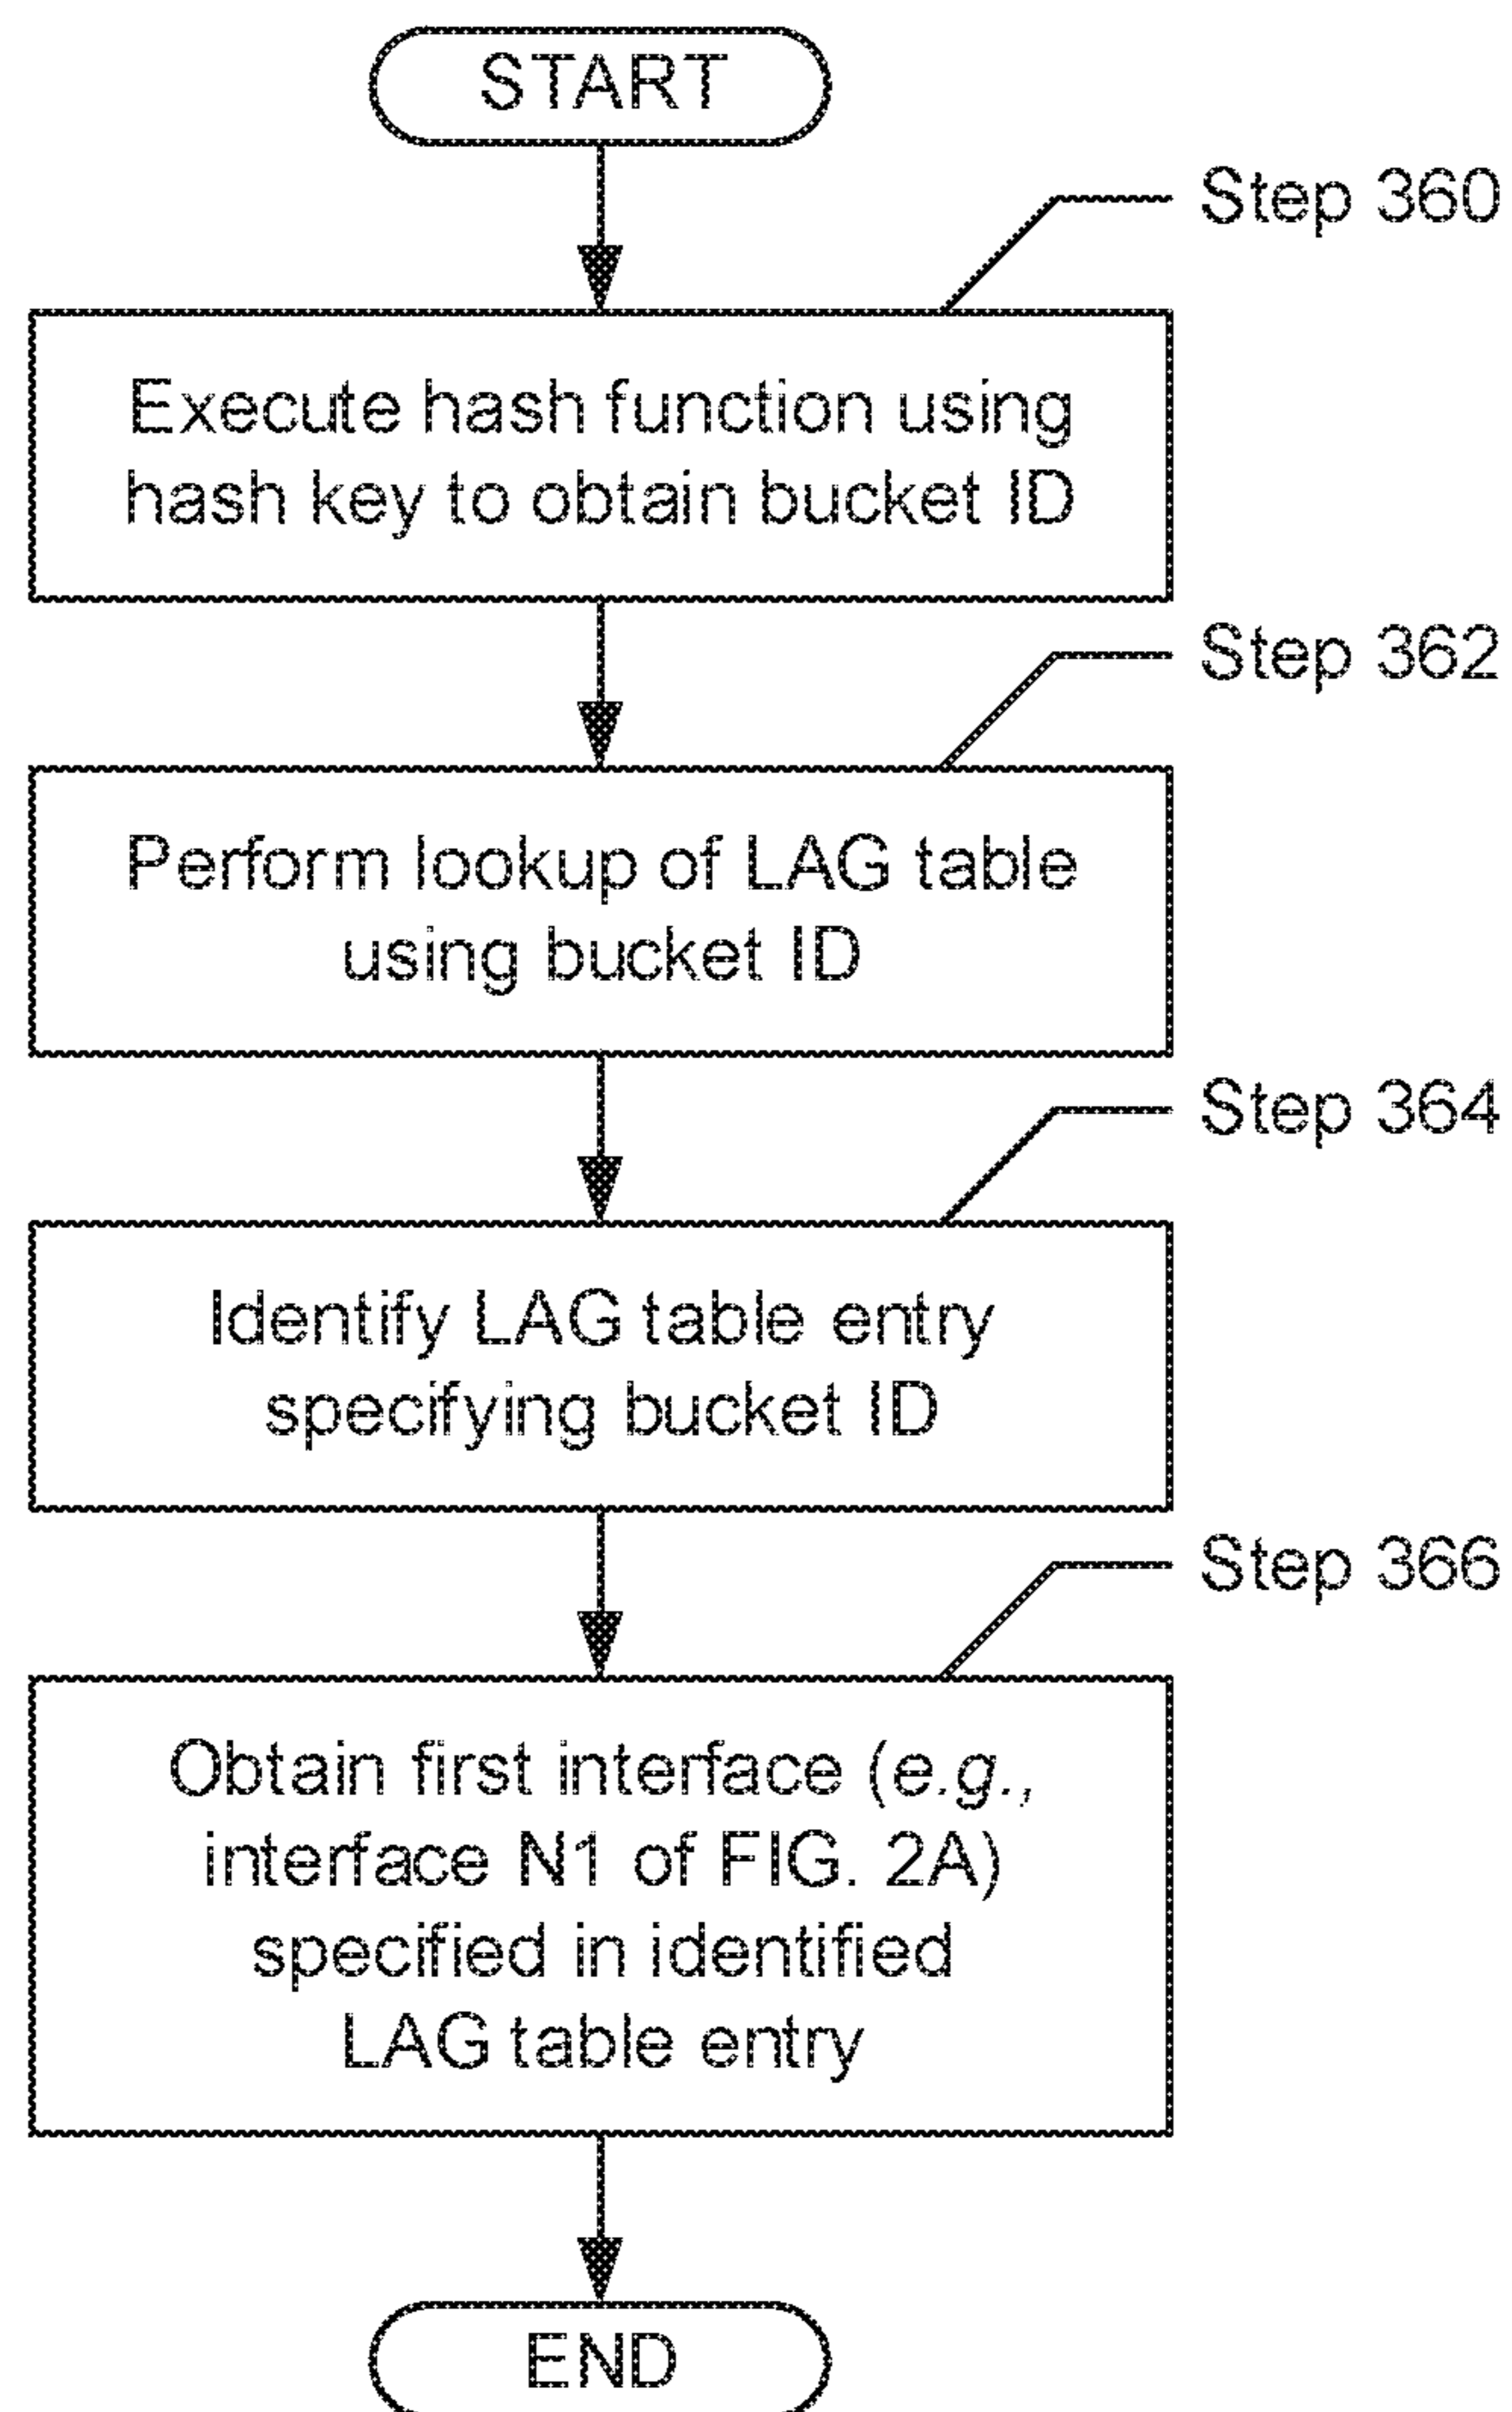 START
Step 360
Execute hash function using
hash key to obtain bucket ID
Step 362
Perform lookup of LAG table
using bucket ID
Step 364
Identify LAG table entry
specifying bucket ID
Step 366
Obtain first interface (e.g.,
interface N1 of FIG. 2A)
specified in identified
LAG table entry
END